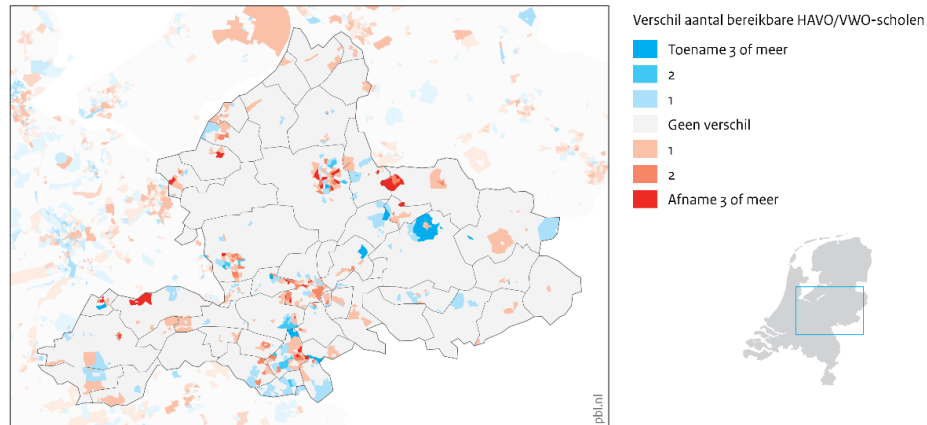 Verschil aantal bereikbare HAVO/VWO-scholen
Toename 3 of meer
2
1
Geen verschil
1
2
Afname 3 of meer
pbl.nl